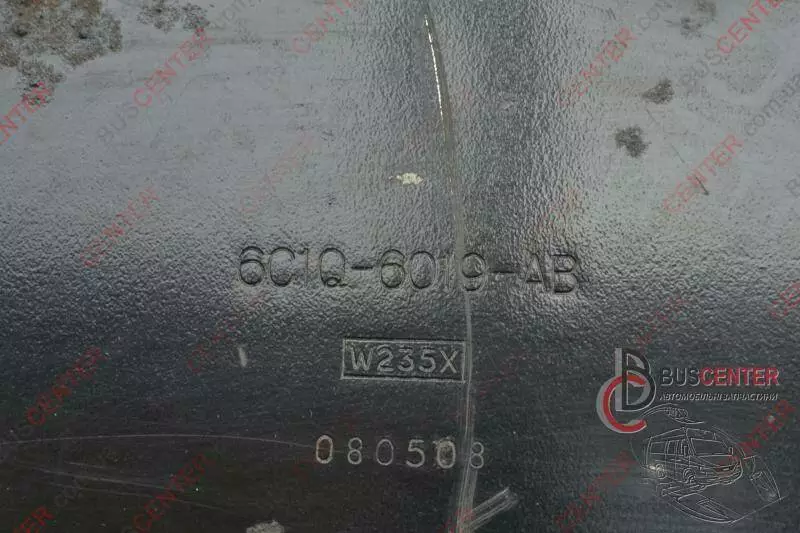 6C1Q-6019-AB
W235X
BUSCENTER
АВТОМОБІЛЬНІ ЗАПЧАСТИНИ
080508